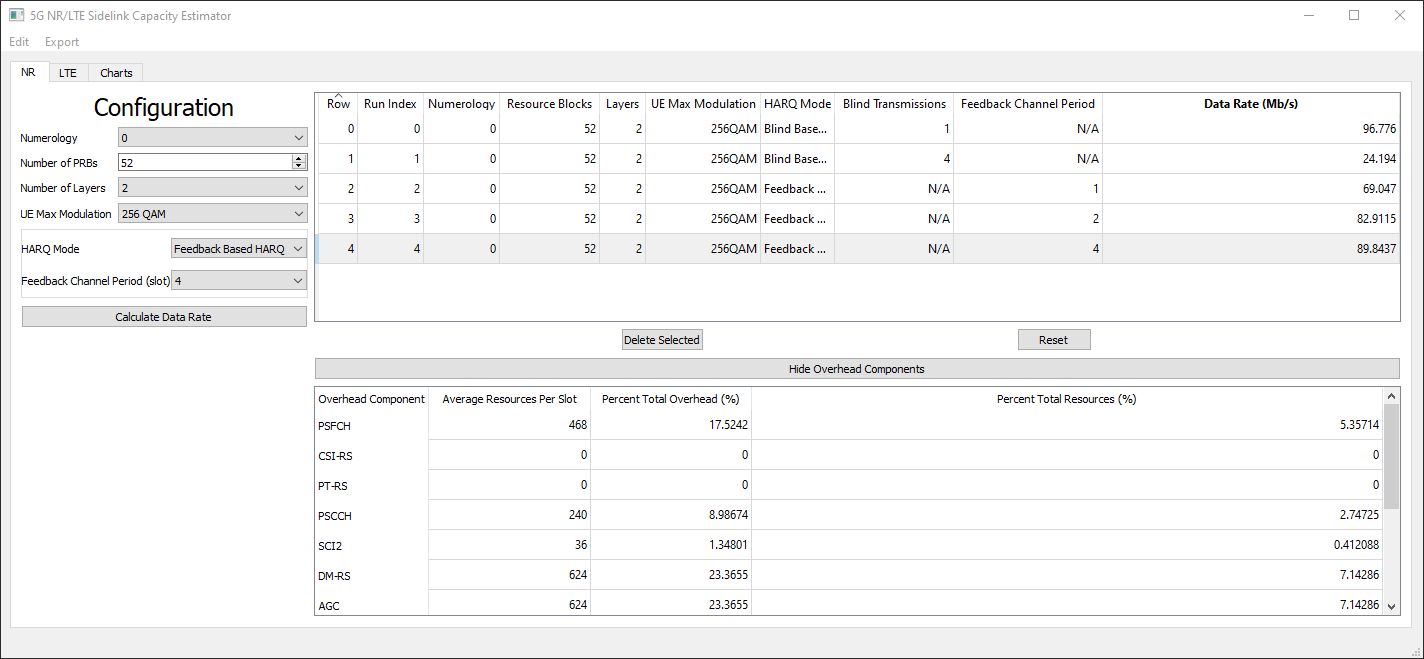 5G NR/LTE Sidelink Capacity Estimator
Edit Export
NR LTE Charts
Configuration
Numerology 0
Number of PRBs 52
Number of Layers 2
UE Max Modulation 256 QAM
HARQ Mode Feedback Based HARQ
Feedback Channel Period (slot) 4
Calculate Data Rate
Row Run Index Numerology Resource Blocks Layers UE Max Modulation HARQ Mode Blind Transmissions Feedback Channel Period Data Rate (Mb/s)
0 0 0 52 2 256QAM Blind Base... 1 N/A 96.776
1 1 0 52 2 256QAM Blind Base... 4 N/A 24.194
2 2 0 52 2 256QAM Feedback ... N/A 1 69.047
3 3 0 52 2 256QAM Feedback ... N/A 2 82.9115
4 4 0 52 2 256QAM Feedback ... N/A 4 89.8437
Delete Selected Reset
Hide Overhead Components
Overhead Component Average Resources Per Slot Percent Total Overhead (%) Percent Total Resources (%)
PSFCH 468 17.5242 5.35714
CSI-RS 0 0 0
PT-RS 0 0 0
PSCCH 240 8.98674 2.74725
SCI2 36 1.34801 0.412088
DM-RS 624 23.3655 7.14286
AGC 624 23.3655 7.14286